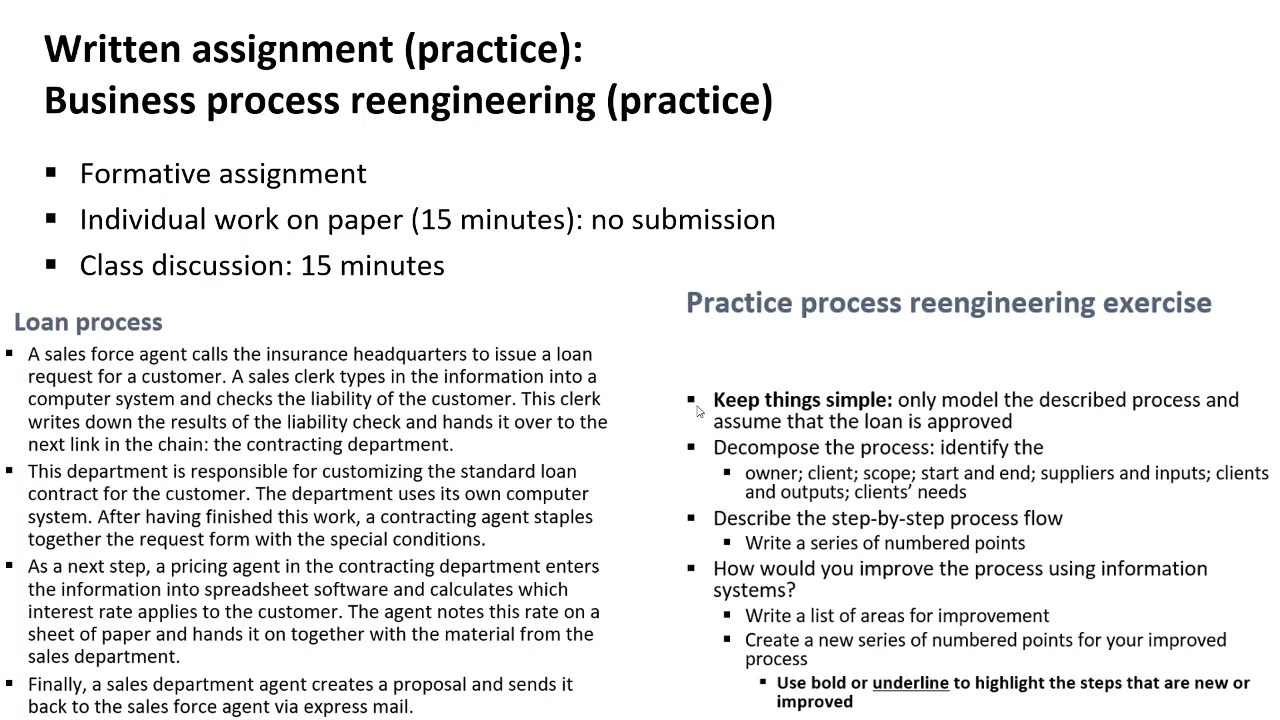 Written assignment (practice):
Business process reengineering (practice)
▪ Formative assignment
▪ Individual work on paper (15 minutes): no submission
▪ Class discussion: 15 minutes
Loan process
▪ A sales force agent calls the insurance headquarters to issue a loan
request for a customer. A sales clerk types in the information into a
computer system and checks the liability of the customer. This clerk
writes down the results of the liability check and hands it over to the
next link in the chain: the contracting department.
▪ This department is responsible for customizing the standard loan
contract for the customer. The department uses its own computer
system. After having finished this work, a contracting agent staples
together the request form with the special conditions.
▪ As a next step, a pricing agent in the contracting department enters
the information into spreadsheet software and calculates which
interest rate applies to the customer. The agent notes this rate on a
sheet of paper and hands it on together with the material from the
sales department.
▪ Finally, a sales department agent creates a proposal and sends it
back to the sales force agent via express mail.
Practice process reengineering exercise
▪ Keep things simple: only model the described process and
assume that the loan is approved
▪ Decompose the process: identify the
▪ owner; client; scope; start and end; suppliers and inputs; clients
and outputs; clients’ needs
▪ Describe the step-by-step process flow
▪ Write a series of numbered points
▪ How would you improve the process using information
systems?
▪ Write a list of areas for improvement
▪ Create a new series of numbered points for your improved
process
▪ Use bold or underline to highlight the steps that are new or
improved